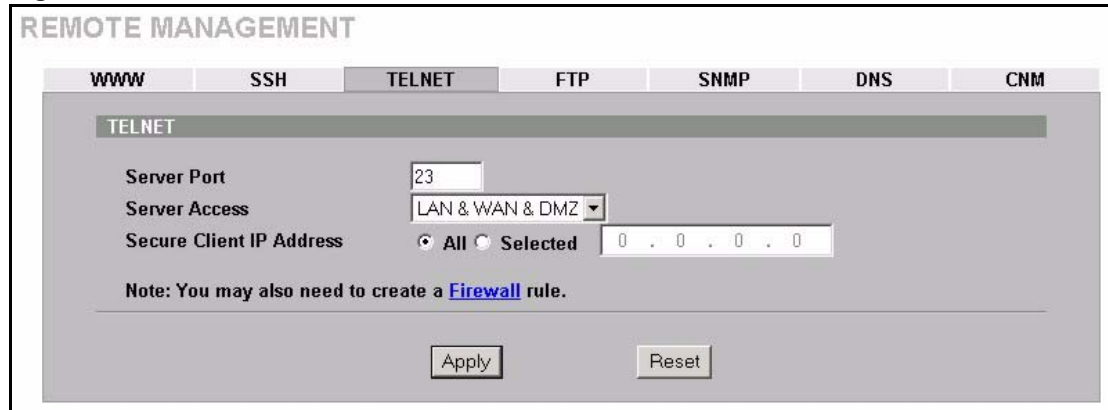 REMOTE MANAGEMENT
WWW SSH TELNET FTP SNMP DNS CNM
TELNET
Server Port 23
Server Access LAN & WAN & DMZ
Secure Client IP Address All Selected 0 . 0 . 0 . 0
Note: You may also need to create a Firewall rule.
Apply Reset